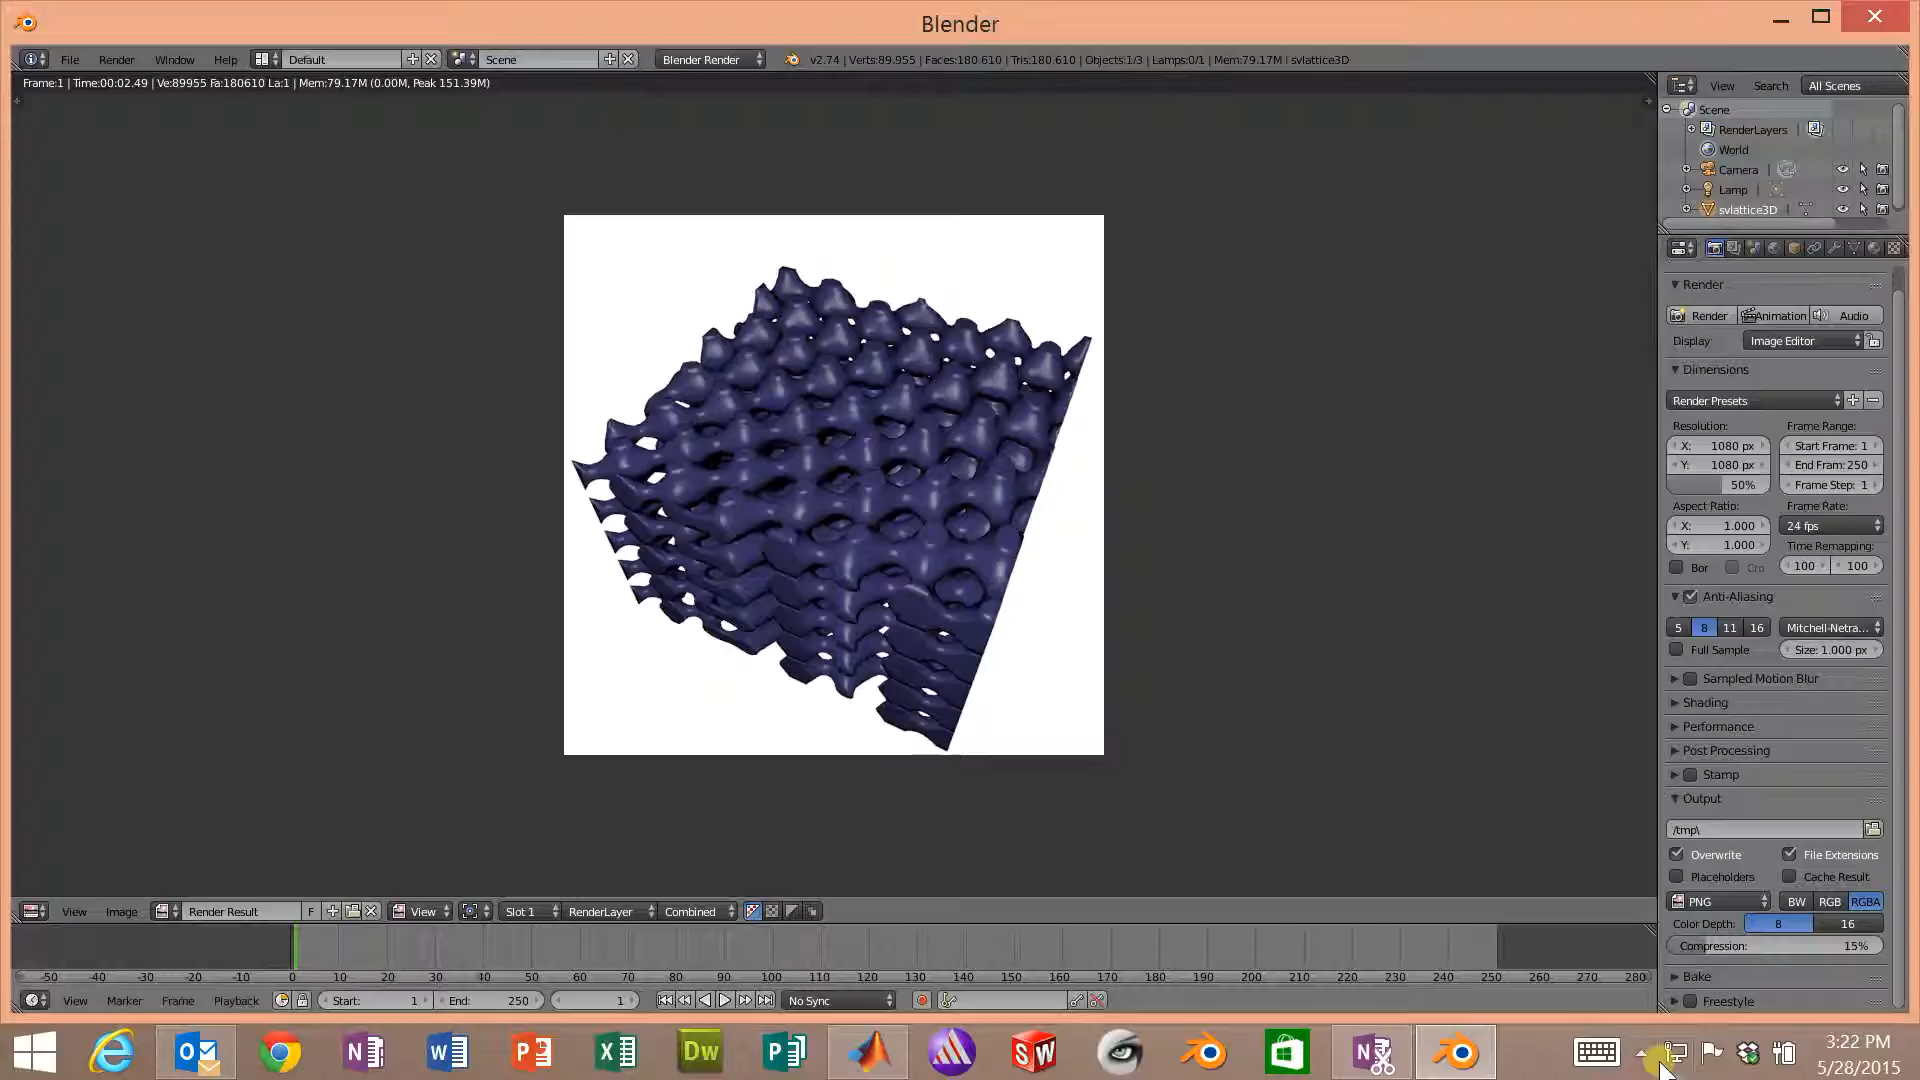 Blender
File Render Window Help Default Scene Blender Render v2.74 | Verts:89.955 | Faces:180.610 | Tris:180.610 | Objects:1/3 | Lamps:0/1 | Mem:79.17M | svlattice3D
Frame:1 | Time:00:02.49 | Ve:89955 Fa:180610 La:1 | Mem:79.17M (0.00M, Peak 151.39M)
View Search All Scenes
Scene
RenderLayers
World
Camera
Lamp
svlattice3D
Render
Render Animation Audio
Display: Image Editor
Dimensions
Render Presets
Resolution: Frame Range:
X: 1080 px Start Frame: 1
Y: 1080 px End Fram: 250
50% Frame Step: 1
Aspect Ratio: Frame Rate:
X: 1.000 24 fps
Y: 1.000 Time Remapping:
Bor Cro 100 100
Anti-Aliasing
5 8 11 16 Mitchell-Netra...
Full Sample Size: 1.000 px
Sampled Motion Blur
Shading
Performance
Post Processing
Stamp
Output
/tmp\
Overwrite File Extensions
Placeholders Cache Result
PNG BW RGB RGBA
Color Depth: 8 16
Compression: 15%
Bake
Freestyle
View Image Render Result F View Slot 1 RenderLayer Combined
-50 -40 -30 -20 -10 0 10 20 30 40 50 60 70 80 90 100 110 120 130 140 150 160 170 180 190 200 210 220 230 240 250 260 270 280
View Marker Frame Playback Start: 1 End: 250 1 No Sync
N W P X Dw P SW N
3:22 PM
5/28/2015